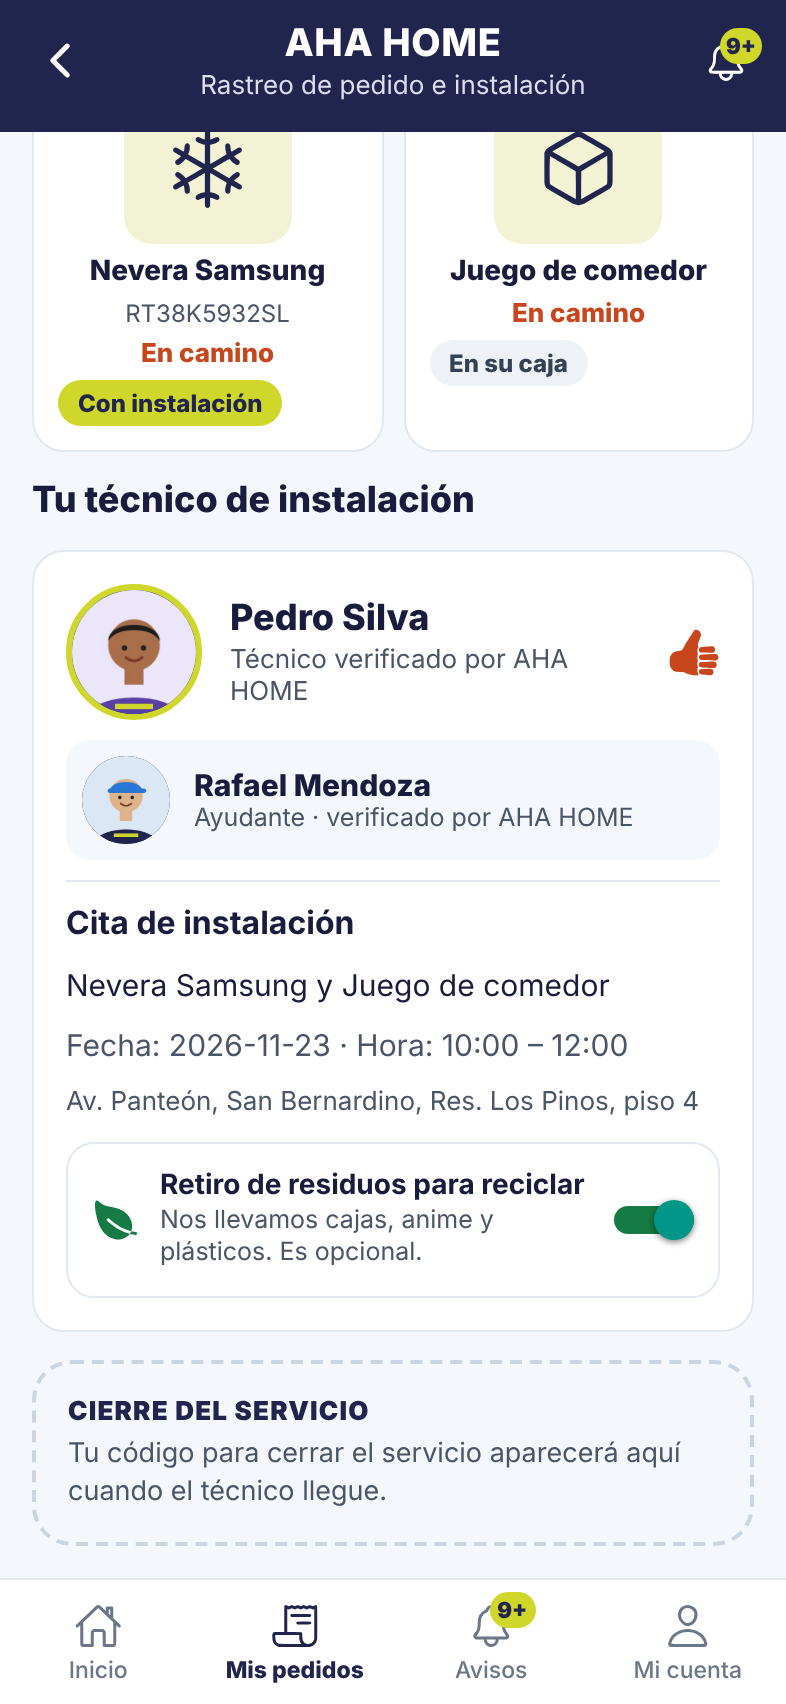 AHA HOME
Rastreo de pedido e instalación
9+
Nevera Samsung
RT38K5932SL
En camino
Con instalación
Juego de comedor
En camino
En su caja
Tu técnico de instalación
Pedro Silva
Técnico verificado por AHA
HOME
Rafael Mendoza
Ayudante · verificado por AHA HOME
Cita de instalación
Nevera Samsung y Juego de comedor
Fecha: 2026-11-23 · Hora: 10:00 – 12:00
Av. Panteón, San Bernardino, Res. Los Pinos, piso 4
Retiro de residuos para reciclar
Nos llevamos cajas, anime y
plásticos. Es opcional.
CIERRE DEL SERVICIO
Tu código para cerrar el servicio aparecerá aquí
cuando el técnico llegue.
Inicio
Mis pedidos
9+
Avisos
Mi cuenta